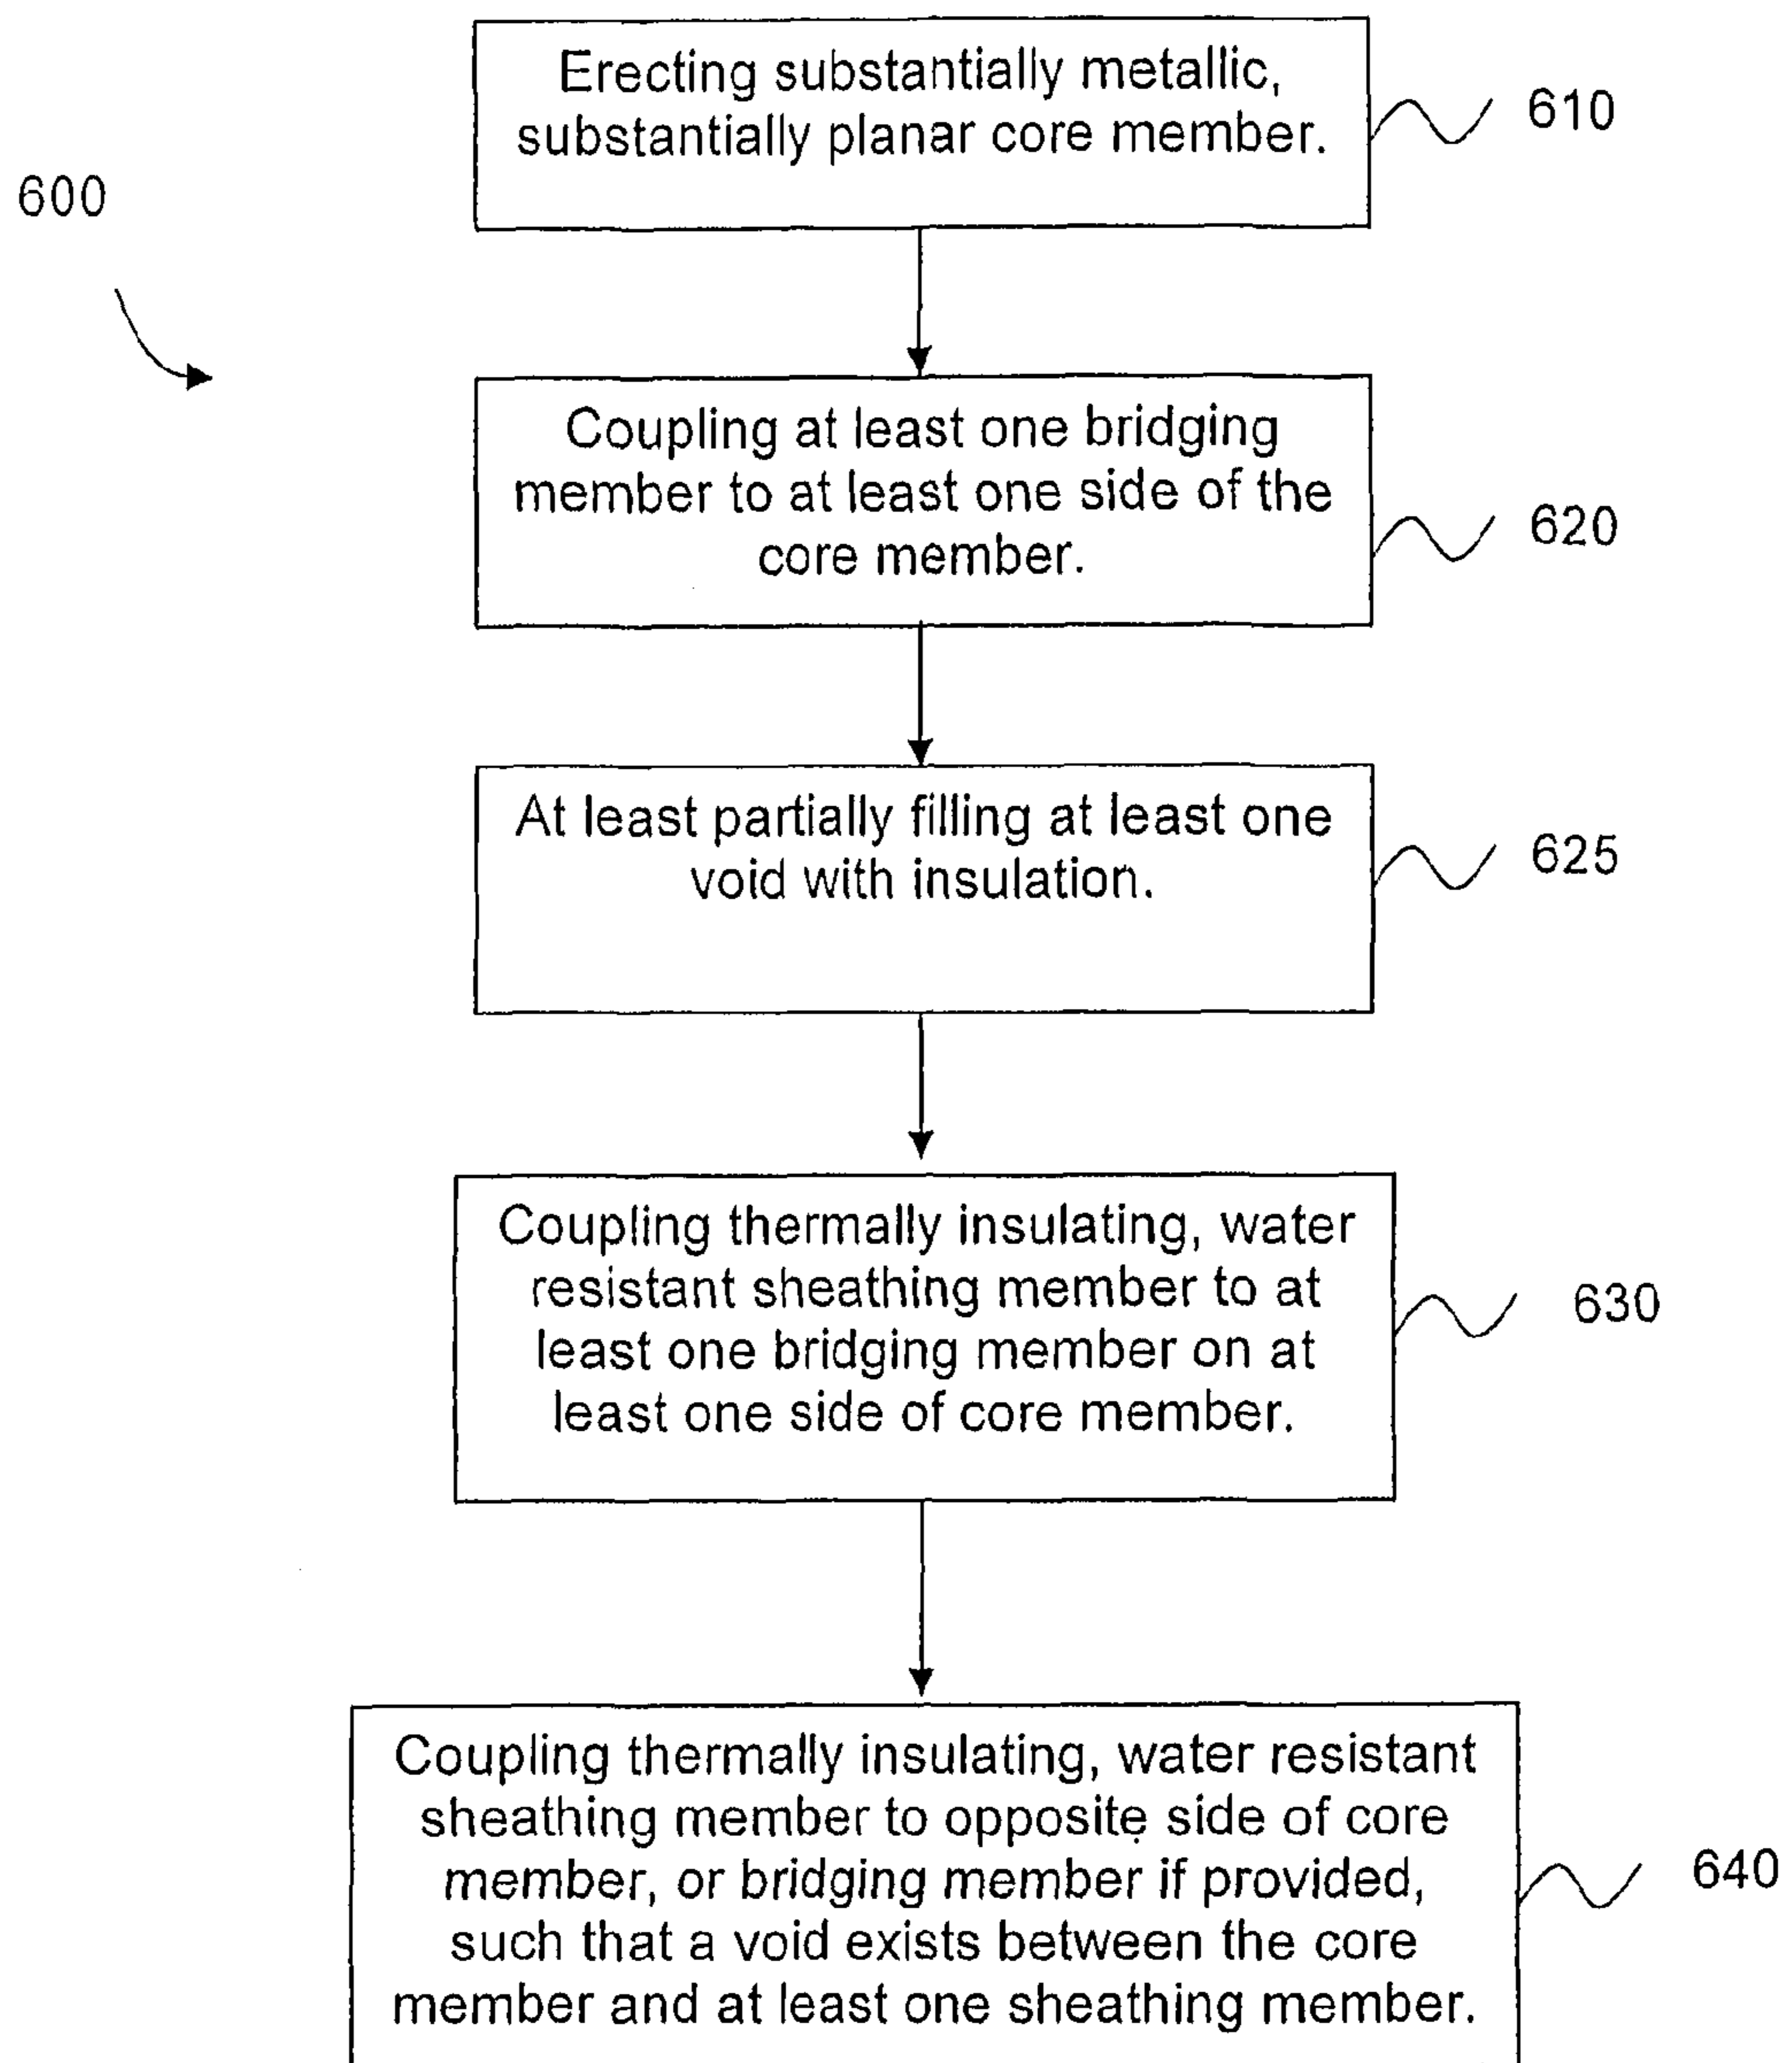 Erecting substantially metallic,
substantially planar core member.
610
600
Coupling at least one bridging
member to at least one side of the
core member.
620
At least partially filling at least one
void with insulation.
625
Coupling thermally insulating, water
resistant sheathing member to at
least one bridging member on at
least one side of core member.
630
Coupling thermally insulating, water resistant
sheathing member to opposite side of core
member, or bridging member if provided,
such that a void exists between the core
member and at least one sheathing member.
640